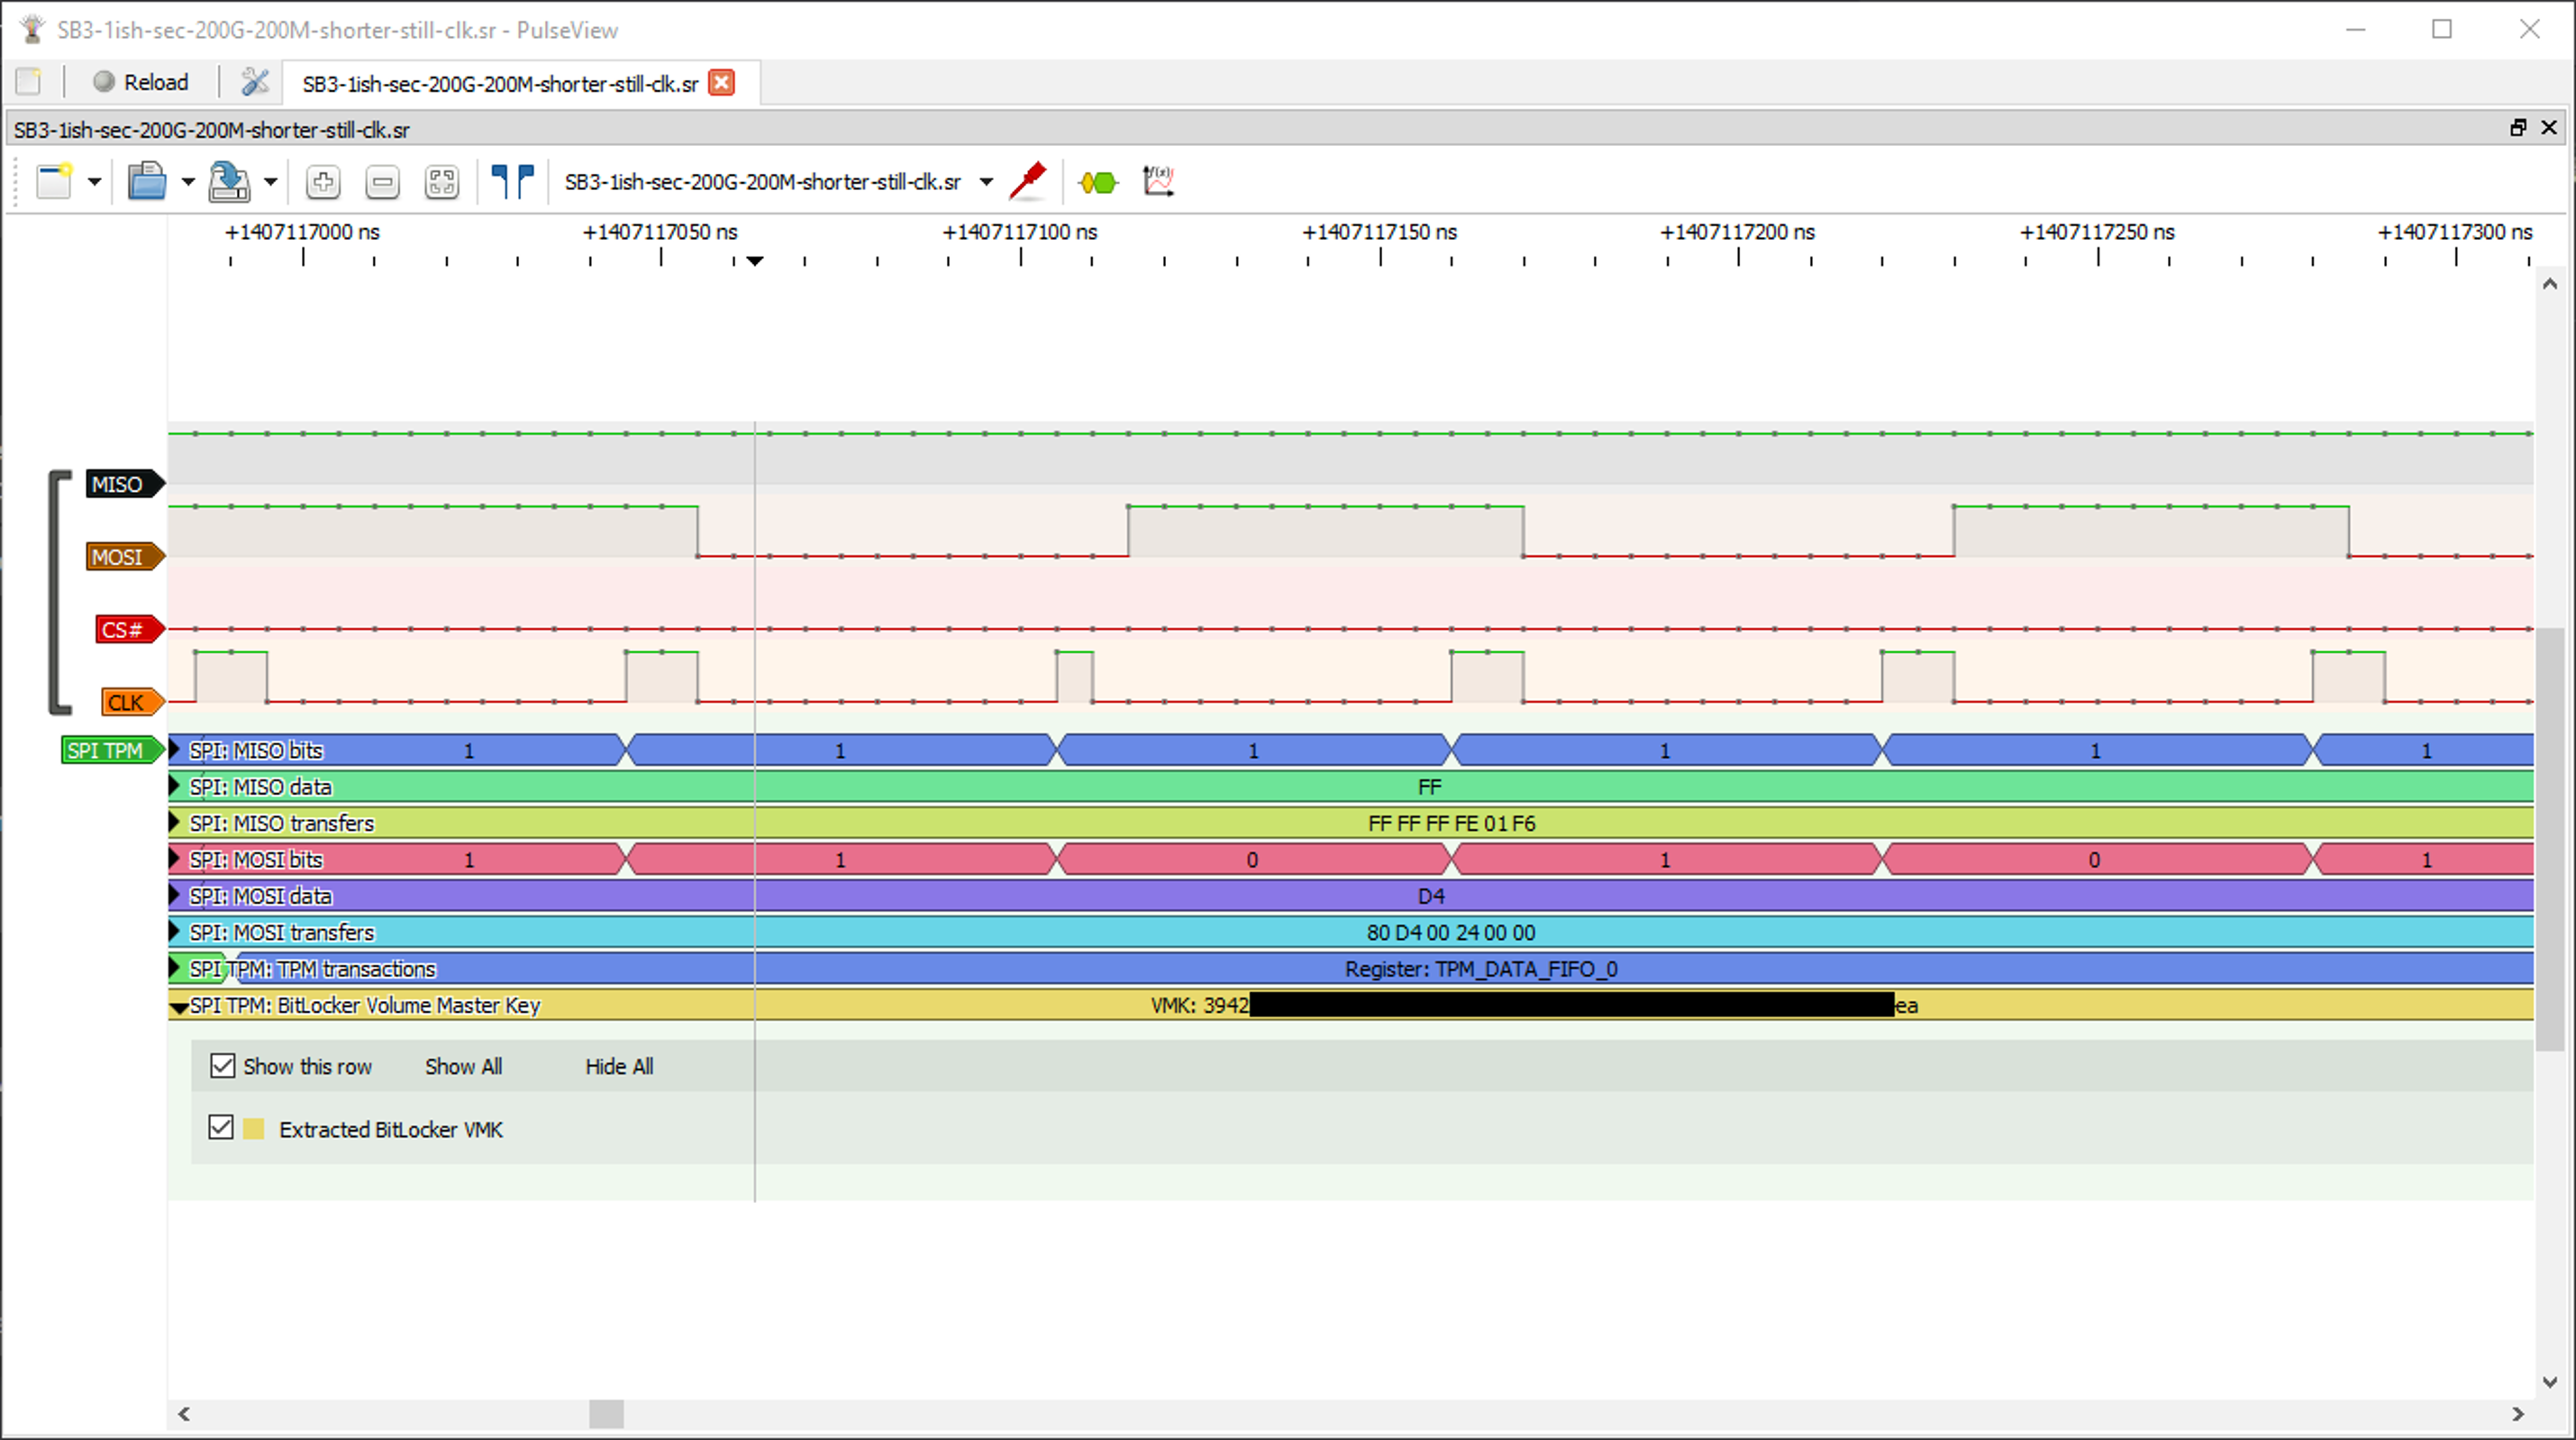 SB3-1ish-sec-200G-200M-shorter-still-clk.sr - PulseView
Reload
SB3-1ish-sec-200G-200M-shorter-still-clk.sr
SB3-1ish-sec-200G-200M-shorter-still-clk.sr
SB3-1ish-sec-200G-200M-shorter-still-clk.sr
f(x)
+1407117000 ns +1407117050 ns +1407117100 ns +1407117150 ns +1407117200 ns +1407117250 ns +1407117300 ns
MISO
MOSI
CS#
CLK
SPI TPM
SPI: MISO bits 1 1 1 1 1 1
SPI: MISO data FF
SPI: MISO transfers FF FF FF FE 01 F6
SPI: MOSI bits 1 1 0 1 0 1
SPI: MOSI data D4
SPI: MOSI transfers 80 D4 00 24 00 00
SPI TPM: TPM transactions Register: TPM_DATA_FIFO_0
SPI TPM: BitLocker Volume Master Key VMK: 3942 ea
Show this row Show All Hide All
Extracted BitLocker VMK